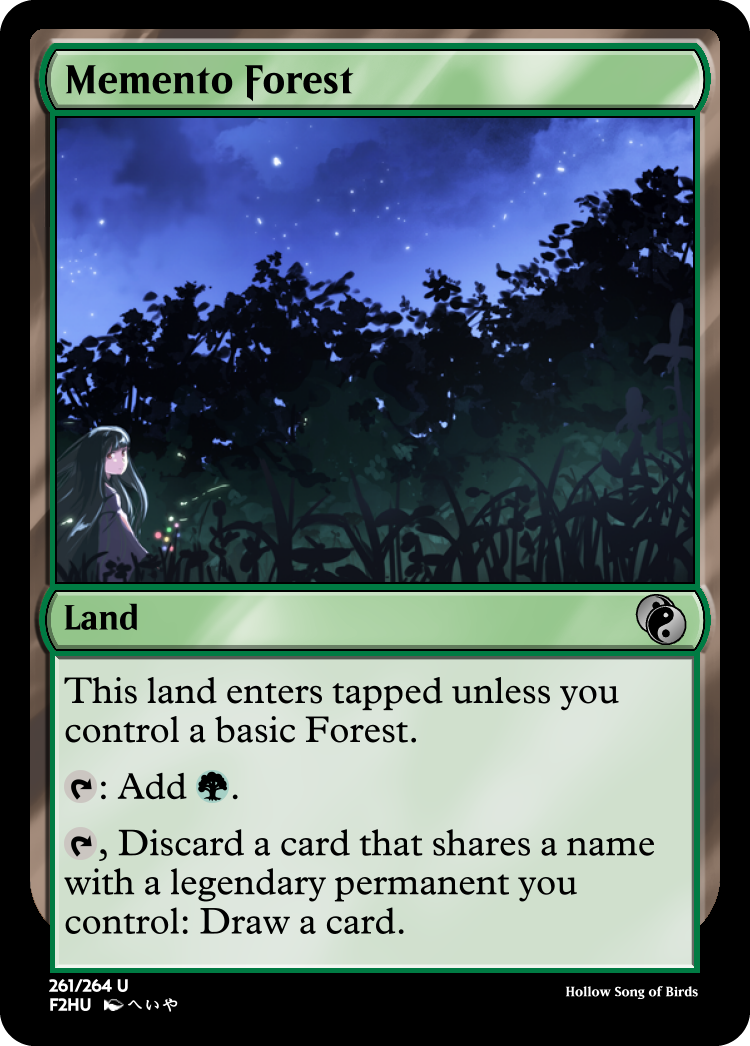 Memento Forest
Land
This land enters tapped unless you
control a basic Forest.
: Add .
, Discard a card that shares a name
with a legendary permanent you
control: Draw a card.
261/264 U
F2HU へいや
Hollow Song of Birds